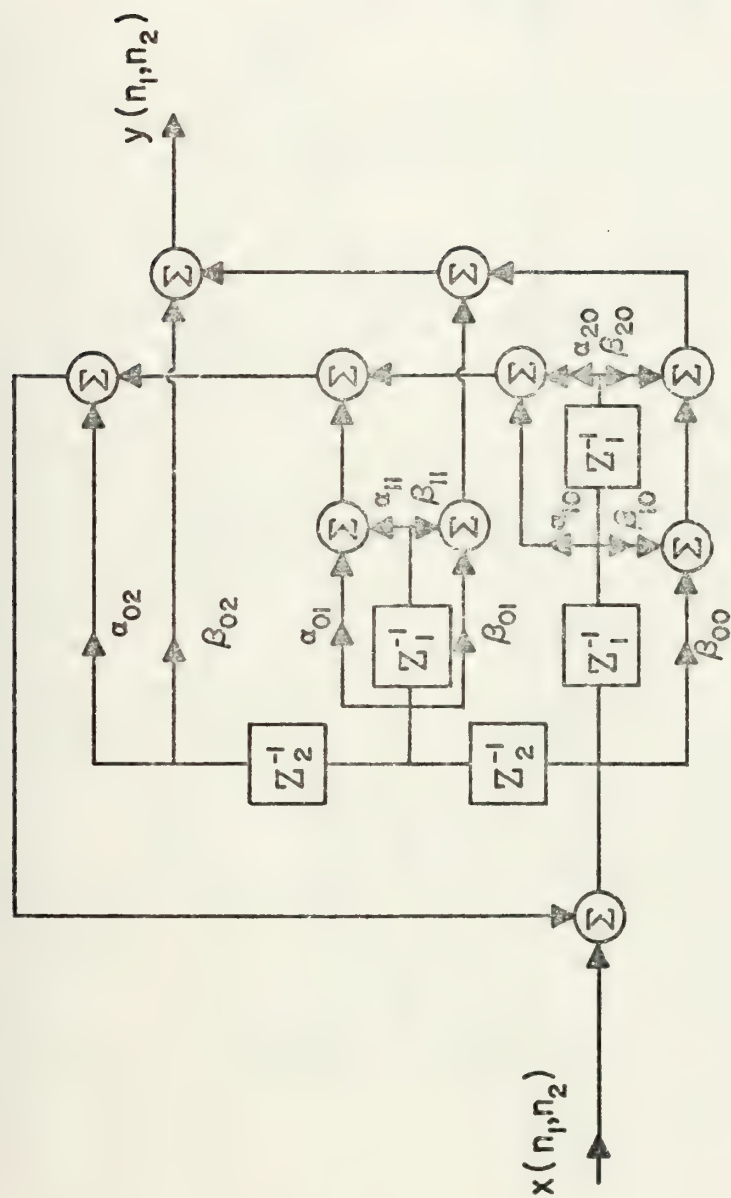 y(n₁,n₂)
Σ
Σ
α₀₂
β₀₂
Z₂⁻¹
Σ
Σ
Σ
α₁₁
β₁₁
Σ
α₀₁
Z₁⁻¹
β₀₁
Z₂⁻¹
Σ
α₂₀
β₂₀
Z₁⁻¹
α₁₀
β₁₀
Z₁⁻¹
Σ
Σ
β₀₀
Σ
x(n₁,n₂)